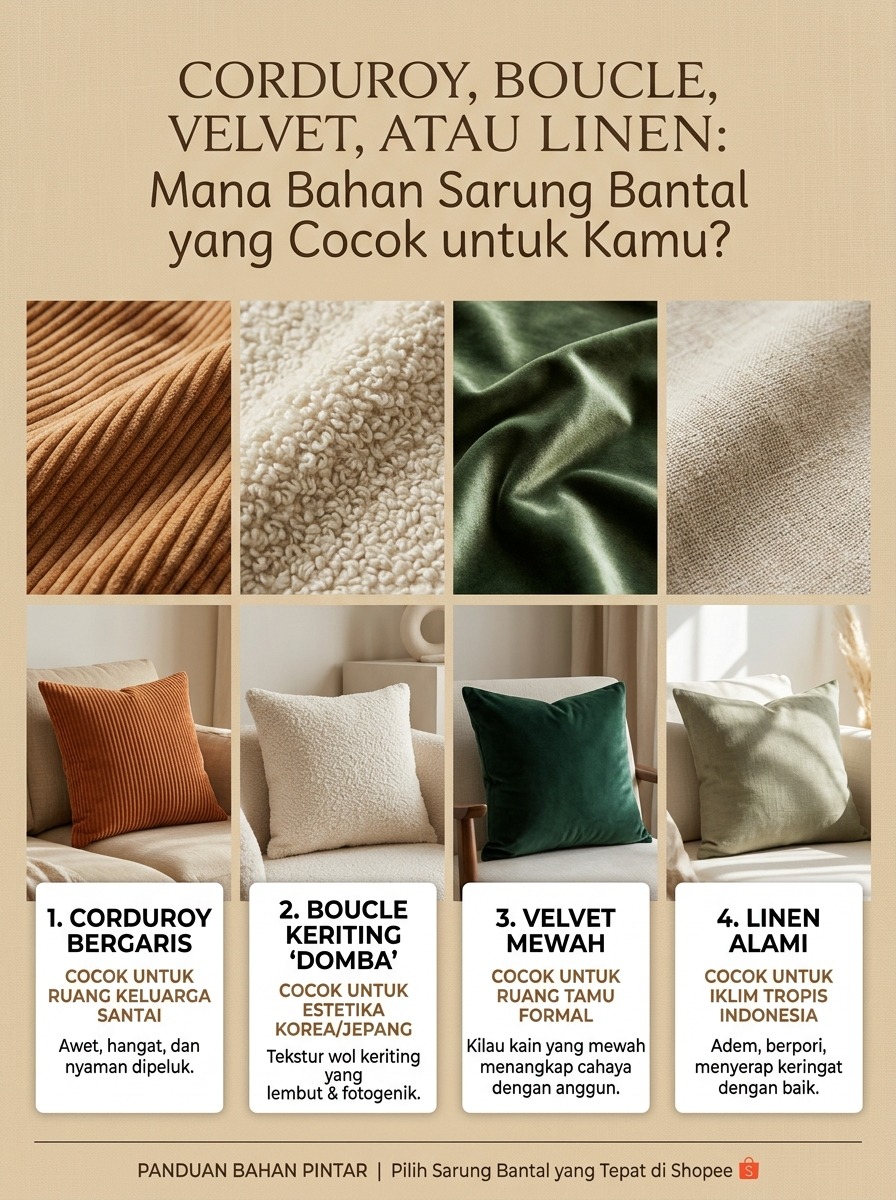 CORDUROY, BOUCLE,
VELVET, ATAU LINEN:
Mana Bahan Sarung Bantal
yang Cocok untuk Kamu?
1. CORDUROY
BERGARIS
COCOK UNTUK
RUANG KELUARGA
SANTAI
Awet, hangat, dan
nyaman dipeluk.
2. BOUCLE
KERITING
‘DOMBA’
COCOK UNTUK
ESTETIKA
KOREA/JEPANG
Tekstur wol keriting
yang
lembut & fotogenik.
3. VELVET
MEWAH
COCOK UNTUK
RUANG TAMU
FORMAL
Kilau kain yang mewah
menangkap cahaya
dengan anggun.
4. LINEN
ALAMI
COCOK UNTUK
IKLIM TROPIS
INDONESIA
Adem, berpori,
menyerap keringat
dengan baik.
PANDUAN BAHAN PINTAR | Pilih Sarung Bantal yang Tepat di Shopee S